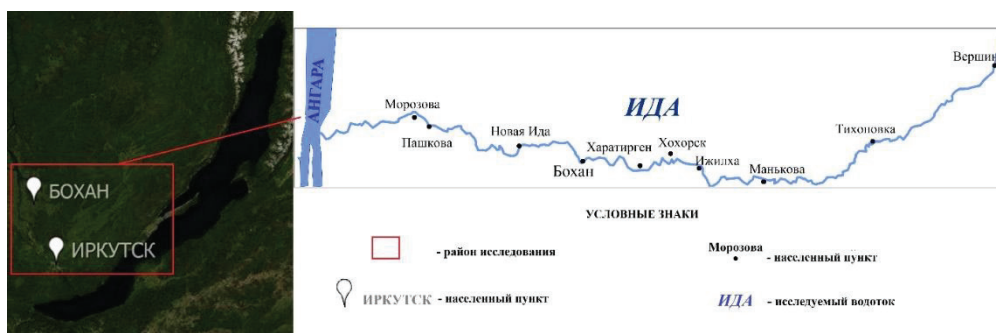 БОХАН
ИРКУТСК
АНГАРА
ИДА
Морозова
Пашкова
Новая Ида
Бохан
Харатирген
Хохорск
Ижилха
Манькова
Тихоновка
Вершин
УСЛОВНЫЕ ЗНАКИ
- район исследования
Морозова
- населенный пункт
ИРКУТСК - населенный пункт
ИДА - исследуемый водоток